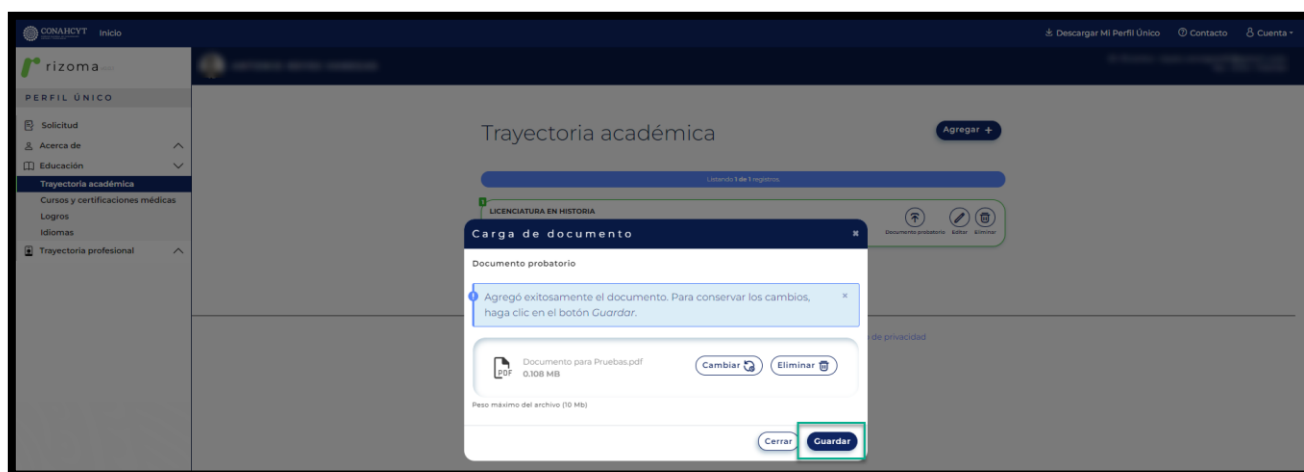 CONAHCYT Inicio
Descargar Mi Perfil Único Contacto Cuenta
rizoma
PERFIL ÚNICO
Solicitud
Acerca de
Educación
Trayectoria académica
Cursos y certificaciones médicas
Logros
Idiomas
Trayectoria profesional
Trayectoria académica
Agregar +
Listando 1 de 1 registros.
1
LICENCIATURA EN HISTORIA
Documento probatorio Editar Eliminar
Carga de documento
Documento probatorio
Agregó exitosamente el documento. Para conservar los cambios,
haga clic en el botón Guardar.
PDF
Documento para Pruebas.pdf
0.108 MB
Cambiar
Eliminar
Peso máximo del archivo (10 Mb)
Cerrar
Guardar
de privacidad